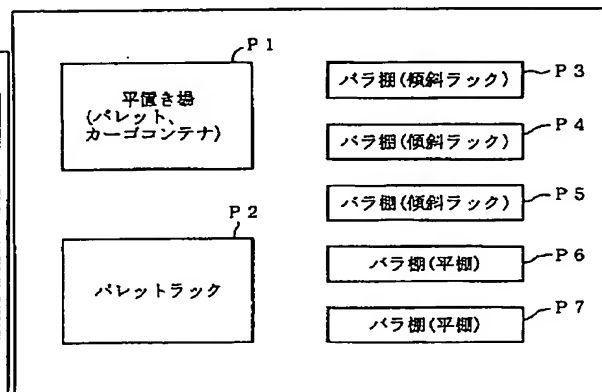 P1
平置き場
(パレット、
カーゴコンテナ)
P2
パレットラック
バラ棚(傾斜ラック)
P3
バラ棚(傾斜ラック)
P4
バラ棚(傾斜ラック)
P5
バラ棚(平棚)
P6
バラ棚(平棚)
P7